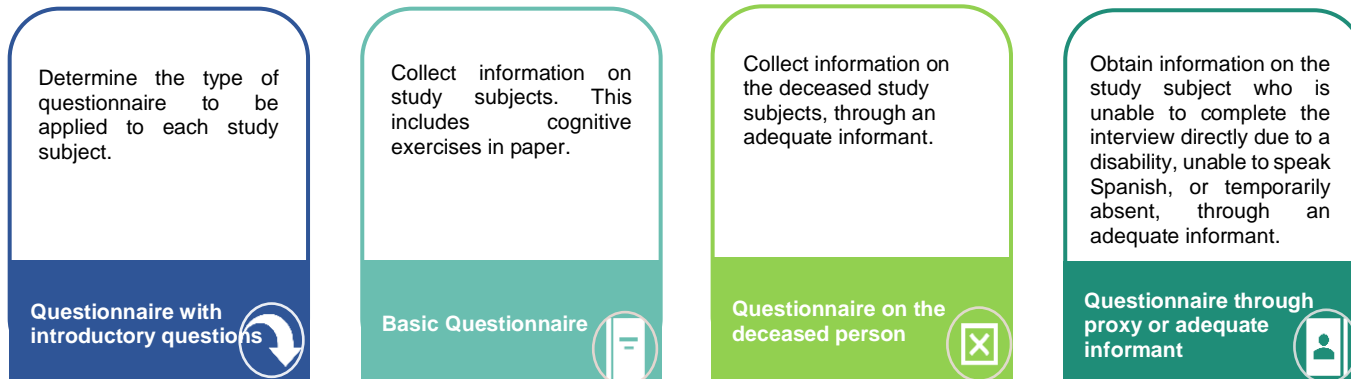 Determine the type of
questionnaire to be
applied to each study
subject.
Questionnaire with
introductory questions
Collect information on
study subjects. This
includes cognitive
exercises in paper.
Basic Questionnaire
Collect information on
the deceased study
subjects, through an
adequate informant.
Questionnaire on the
deceased person
Obtain information on the
study subject who is
unable to complete the
interview directly due to a
disability, unable to speak
Spanish, or temporarily
absent, through an
adequate informant.
Questionnaire through
proxy or adequate
informant